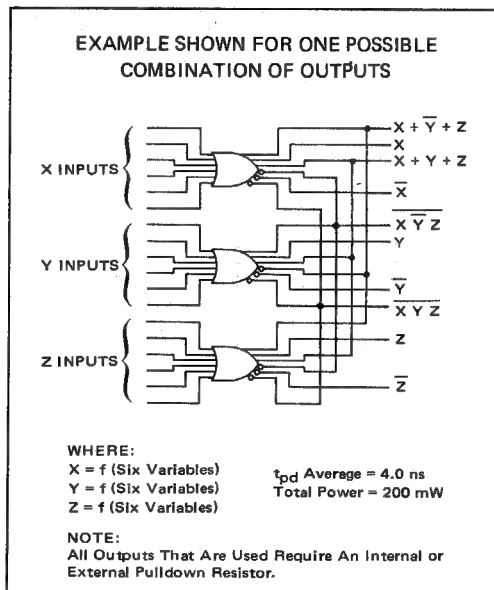 EXAMPLE SHOWN FOR ONE POSSIBLE
COMBINATION OF OUTPUTS
X + Y̅ + Z
X
X + Y + Z
X INPUTS
X̅
X̅ ̅Y̅ ̅Z̅
Y
Y INPUTS
Y̅
X̅ ̅Y̅ ̅Z̅
Z
Z INPUTS
Z̅
WHERE:
X = f (Six Variables)
Y = f (Six Variables)
Z = f (Six Variables)
tpd Average = 4.0 ns
Total Power = 200 mW
NOTE:
All Outputs That Are Used Require An Internal or
External Pulldown Resistor.